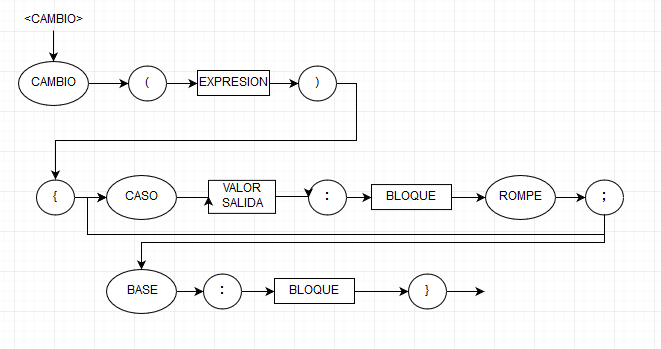 <CAMBIO>
CAMBIO ( EXPRESION )
{ CASO VALOR SALIDA : BLOQUE ROMPE ;
BASE : BLOQUE }